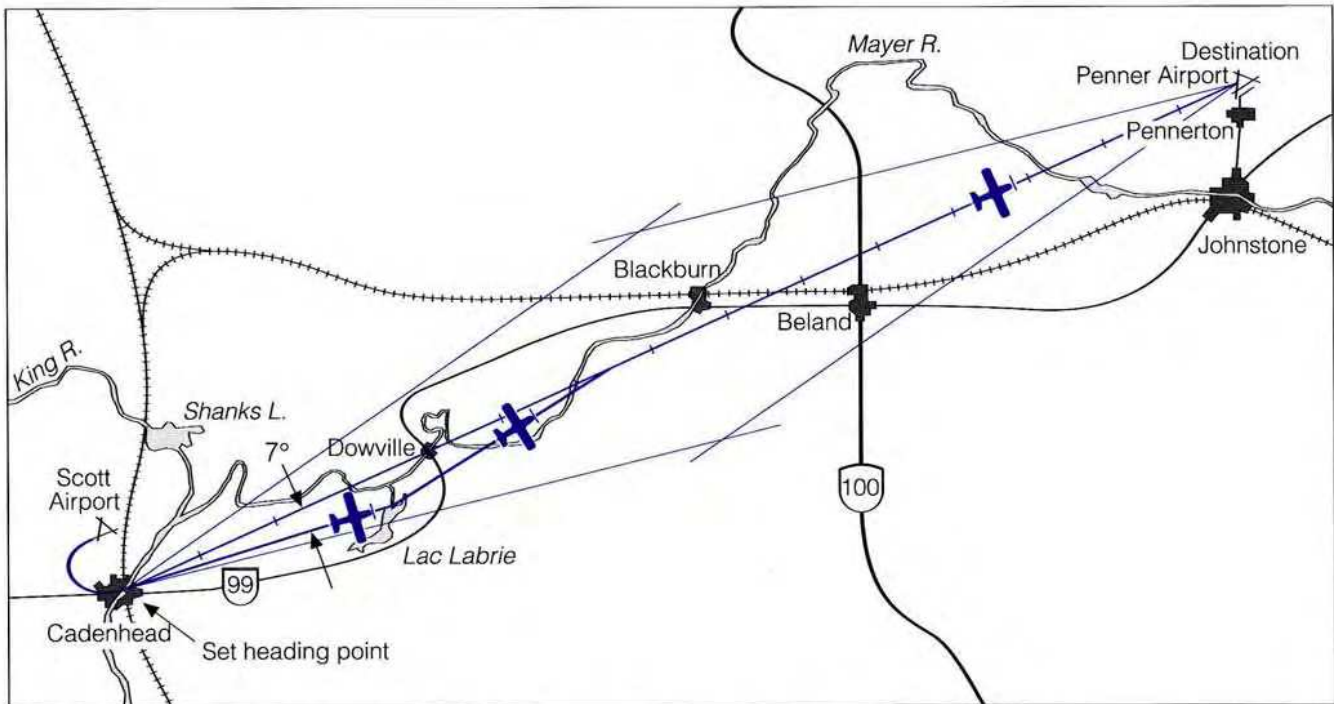 Mayer R.
Destination
Penner Airport
Pennerton
Johnstone
Blackburn
Beland
King R.
Shanks L.
7°
Dowville
Scott
Airport
100
Lac Labrie
99
Cadenhead
Set heading point